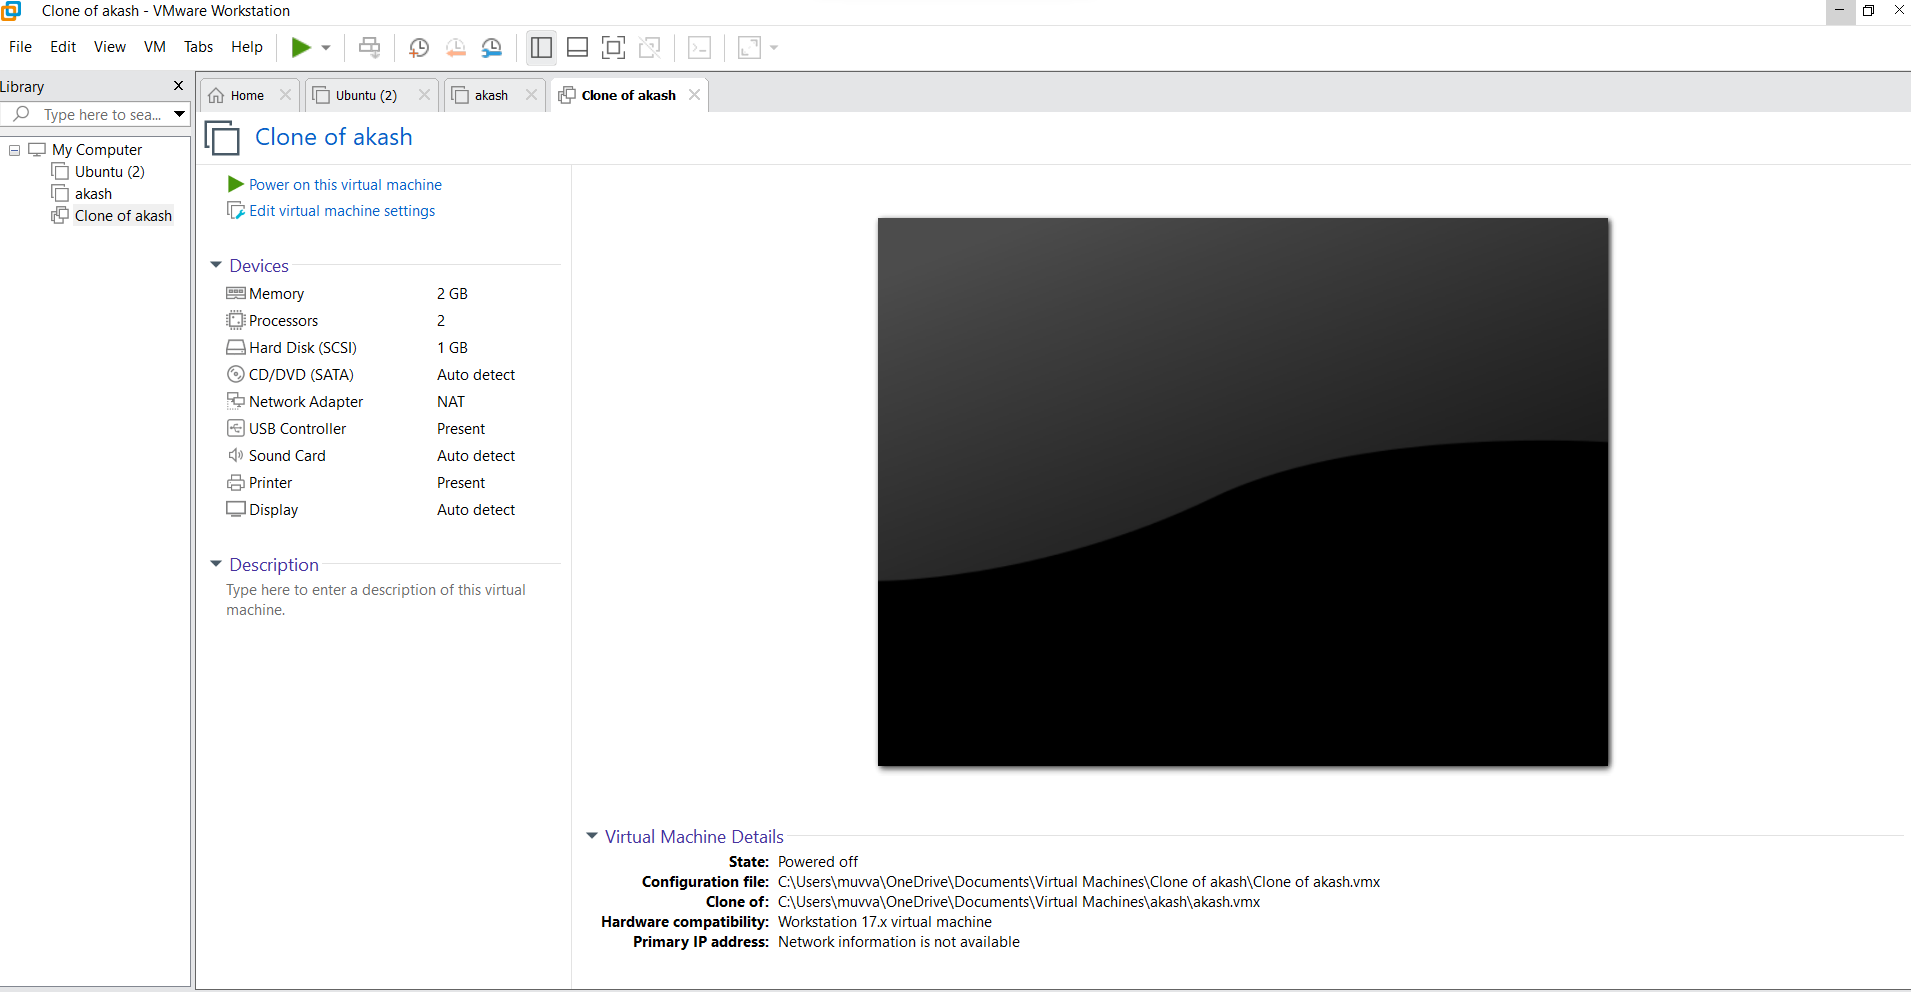 Clone of akash - VMware Workstation
File Edit View VM Tabs Help
Library
Type here to sea...
My Computer
Ubuntu (2)
akash
Clone of akash
Home
Ubuntu (2)
akash
Clone of akash
Clone of akash
Power on this virtual machine
Edit virtual machine settings
Devices
Memory 2 GB
Processors 2
Hard Disk (SCSI) 1 GB
CD/DVD (SATA) Auto detect
Network Adapter NAT
USB Controller Present
Sound Card Auto detect
Printer Present
Display Auto detect
Description
Type here to enter a description of this virtual
machine.
Virtual Machine Details
State: Powered off
Configuration file: C:\Users\muvva\OneDrive\Documents\Virtual Machines\Clone of akash\Clone of akash.vmx
Clone of: C:\Users\muvva\OneDrive\Documents\Virtual Machines\akash\akash.vmx
Hardware compatibility: Workstation 17.x virtual machine
Primary IP address: Network information is not available